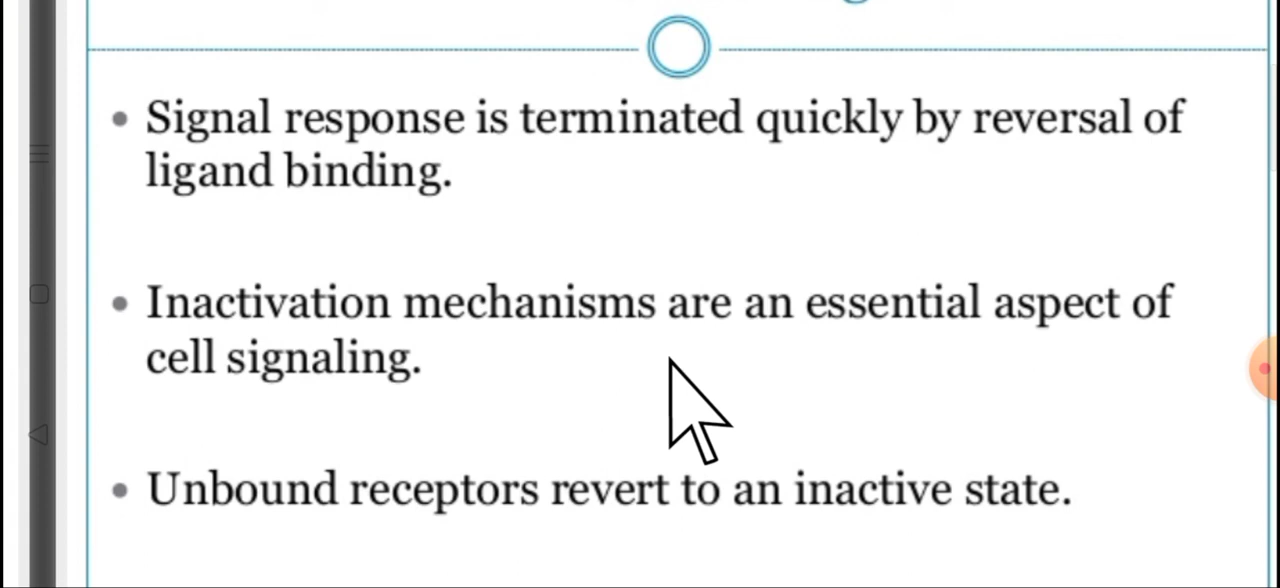 Signal response is terminated quickly by reversal of
ligand binding.
Inactivation mechanisms are an essential aspect of
cell signaling.
Unbound receptors revert to an inactive state.